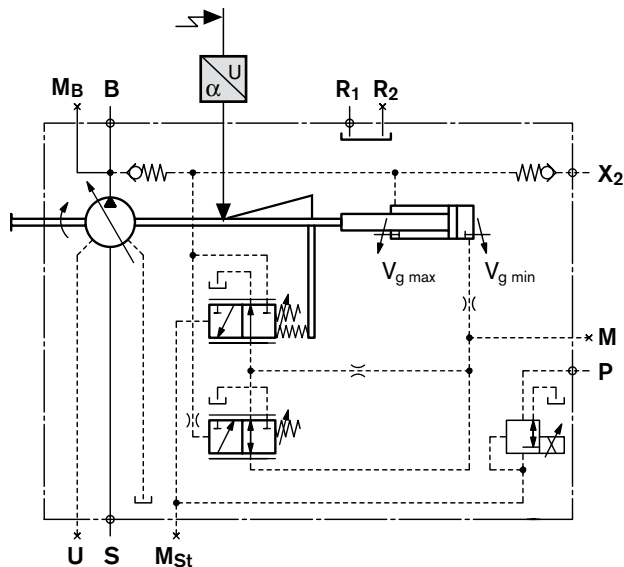 U
α
M_B B R_1 R_2
X_2
V_g max V_g min
M
P
U S M_St